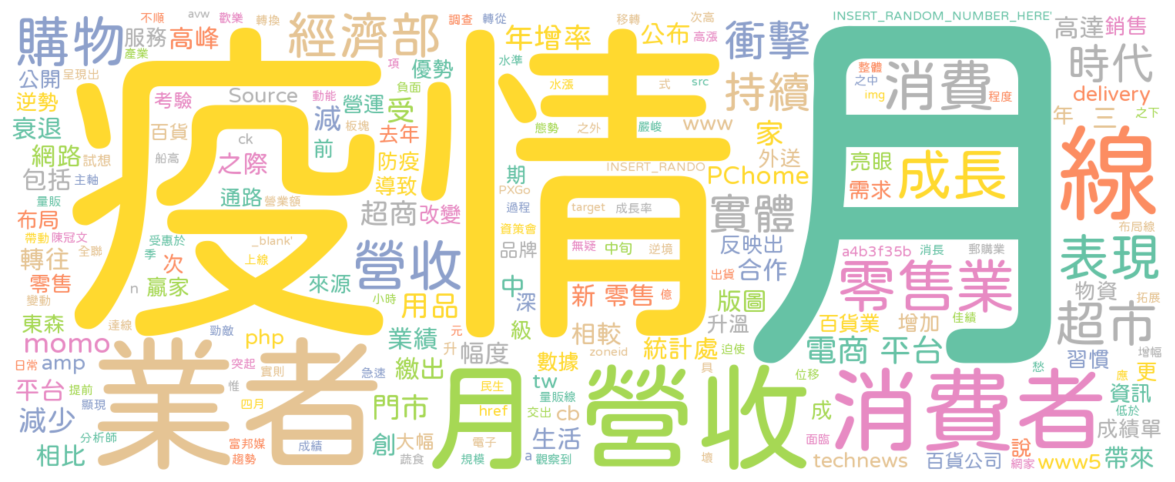 不順 avw 歡樂 轉換 調查 轉從 移轉 次高 INSERT_RANDOM_NUMBER_HERE'
購物 服務 高峰 經濟部 年增率 公布 高漲 衝擊 高達 銷售
產業 項 水準 整體 時代
公開 呈現出 優勢 水漲 src 式 持續 之中 消費 程度 delivery
逆勢 考驗 Source 負面 動能 營運 受 img 年 三 之下
衰退 百貨 ck 減 板塊 去年 態勢 之外 嚴峻 www 家
網路 試想 船高 之際 前 防疫 INSERT_RANDO 外送 亮眼 成長 線
包括 主軸 通路 營業額 導致 期 PChome 需求
量販 超商 改變 PXGo target 成長率 實體
布局 過程 資策會 布局線
帶動 陳冠文 受惠於 _blank' 品牌 無疑 中旬 逆境 反映出 a4b3f35b 消長 郵購業 表現
轉往 全聯 季 上線 營收 合作
零售 次 來源 中 出貨 零售業 物資
變動 n 贏家 小時 用品 深 新 零售 億 版圖 拓展
東森 連線 勁敵 業績 元 級 相較 升溫 百貨業 增加 佳績 超市
momo php 升 幅度 zoneid 統計處 迫使 電商 平台 習慣 增幅
疫情 月
日常 amp 突起 實則 急速 繳出 數據 員 愁 應 更
平台 提前 業者 惟 tw 民生 量販線 位移 資訊
減少 顯現 四月 門市 月營收 href 交出 cb 成 消費者 低於
分析師 富邦媒 成績 創 大幅 電子 生活 面臨 說 成績單
相比 趨勢 蔬食 規模 a 觀察到 壇 technews 百貨公司 網家 www5 帶來